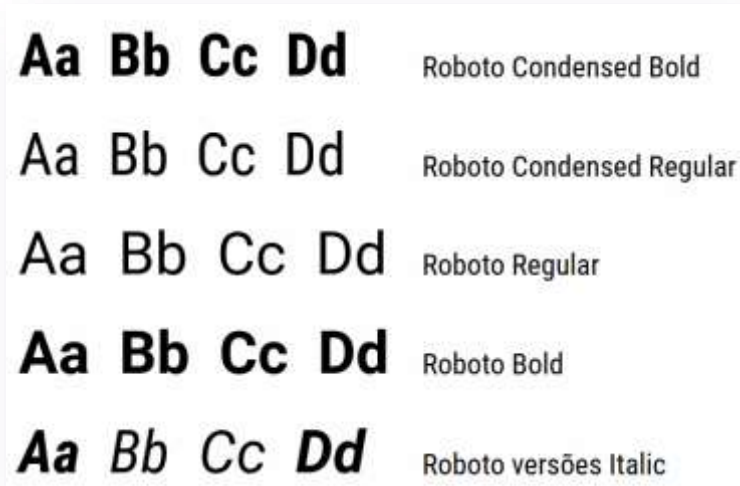 Aa Bb Cc Dd Roboto Condensed Bold
Aa Bb Cc Dd Roboto Condensed Regular
Aa Bb Cc Dd Roboto Regular
Aa Bb Cc Dd Roboto Bold
Aa Bb Cc Dd Roboto versões Italic